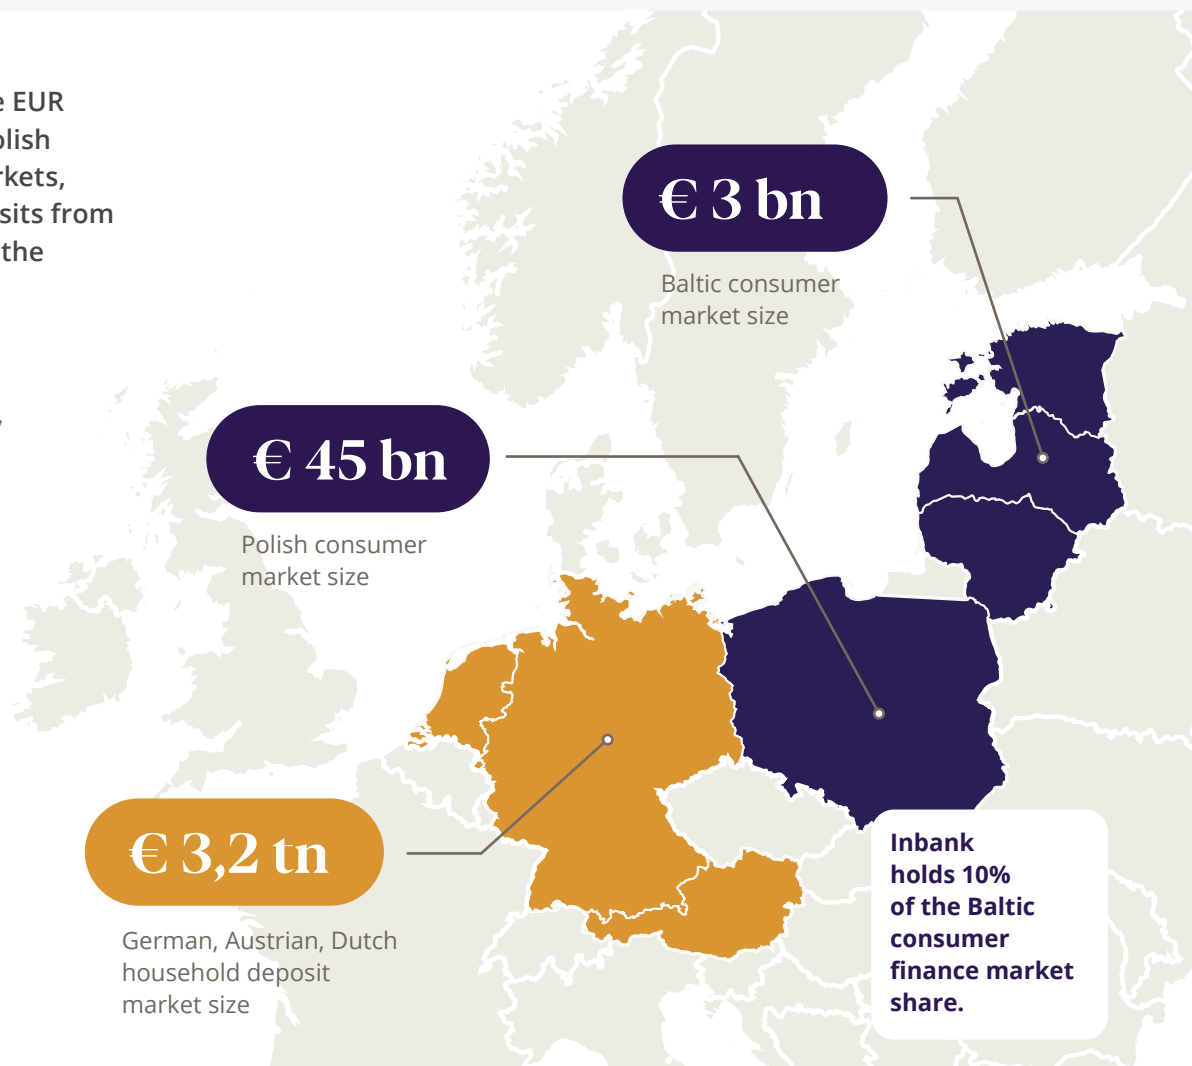 e EUR
olish
rkets,
sits from
the
€ 3 bn
Baltic consumer
market size
€ 45 bn
Polish consumer
market size
€ 3,2 tn
German, Austrian, Dutch
household deposit
market size
Inbank
holds 10%
of the Baltic
consumer
finance market
share.